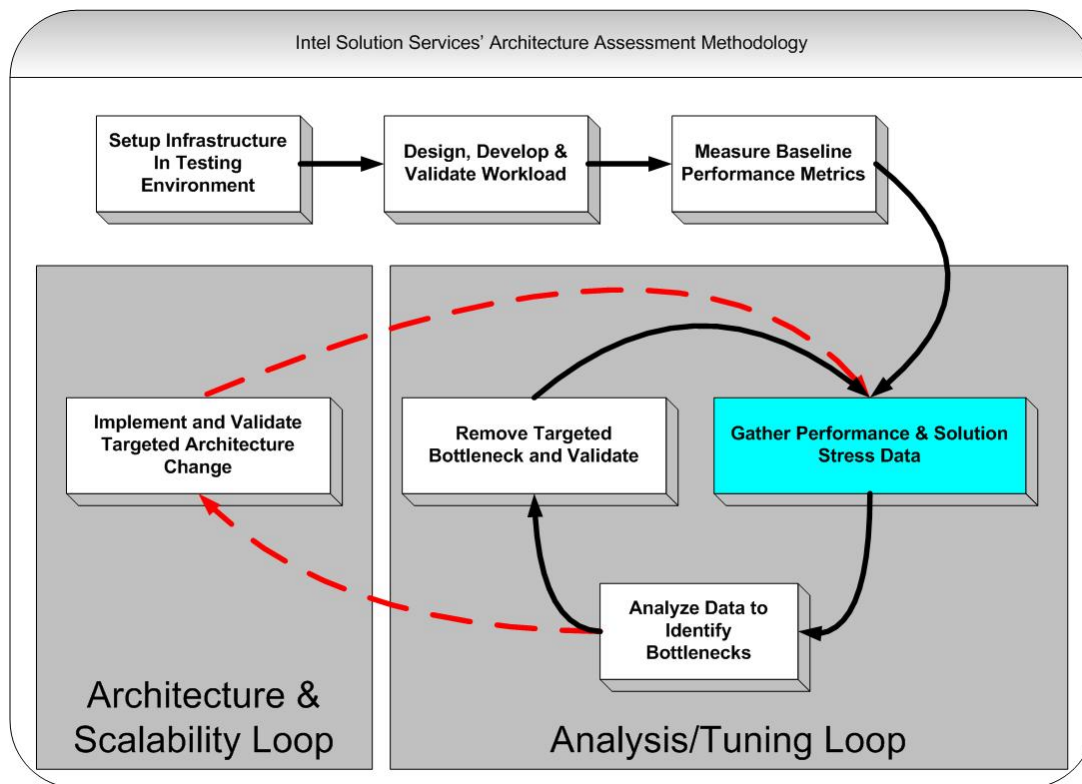 Intel Solution Services' Architecture Assessment Methodology
Setup Infrastructure
In Testing
Environment
Design, Develop &
Validate Workload
Measure Baseline
Performance Metrics
Implement and Validate
Targeted Architecture
Change
Remove Targeted
Bottleneck and Validate
Gather Performance & Solution
Stress Data
Analyze Data to
Identify
Bottlenecks
Architecture &
Scalability Loop
Analysis/Tuning Loop